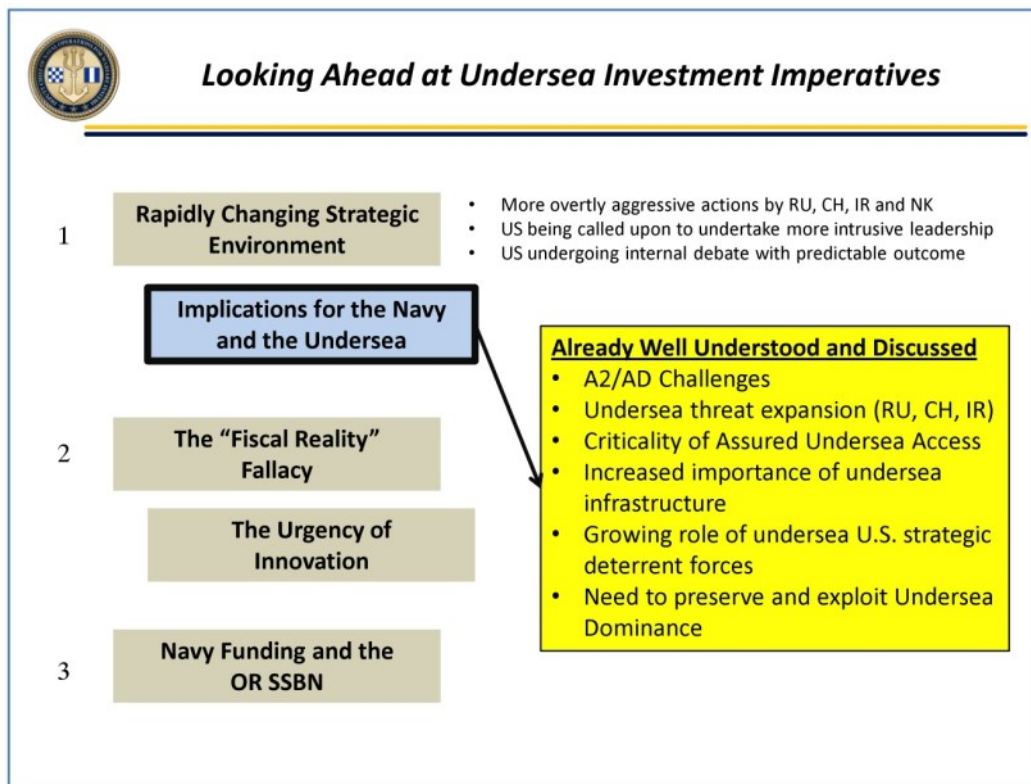 Looking Ahead at Undersea Investment Imperatives
1
Rapidly Changing Strategic
Environment
• More overtly aggressive actions by RU, CH, IR and NK
• US being called upon to undertake more intrusive leadership
• US undergoing internal debate with predictable outcome
Implications for the Navy
and the Undersea
Already Well Understood and Discussed
• A2/AD Challenges
• Undersea threat expansion (RU, CH, IR)
• Criticality of Assured Undersea Access
• Increased importance of undersea
infrastructure
• Growing role of undersea U.S. strategic
deterrent forces
• Need to preserve and exploit Undersea
Dominance
2
The “Fiscal Reality”
Fallacy
The Urgency of
Innovation
3
Navy Funding and the
OR SSBN